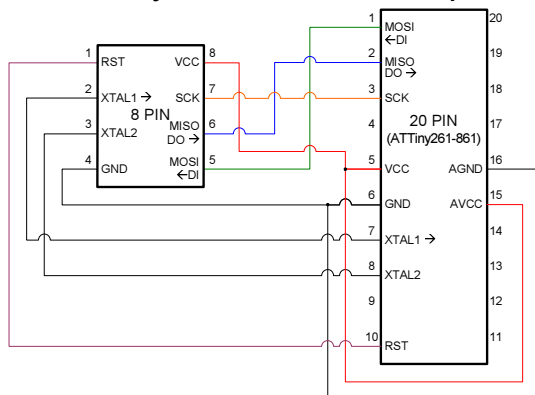 1 RST VCC 8
2 XTAL1 → SCK 7
8 PIN
3 XTAL2 MISO 6
DO →
4 GND MOSI 5
←DI
1 MOSI 20
←DI
2 MISO 19
DO →
3 SCK 18
20 PIN
(ATTiny261-861)
4 17
5 VCC AGND 16
6 GND AVCC 15
7 XTAL1 → 14
8 XTAL2 13
9 12
10 RST 11